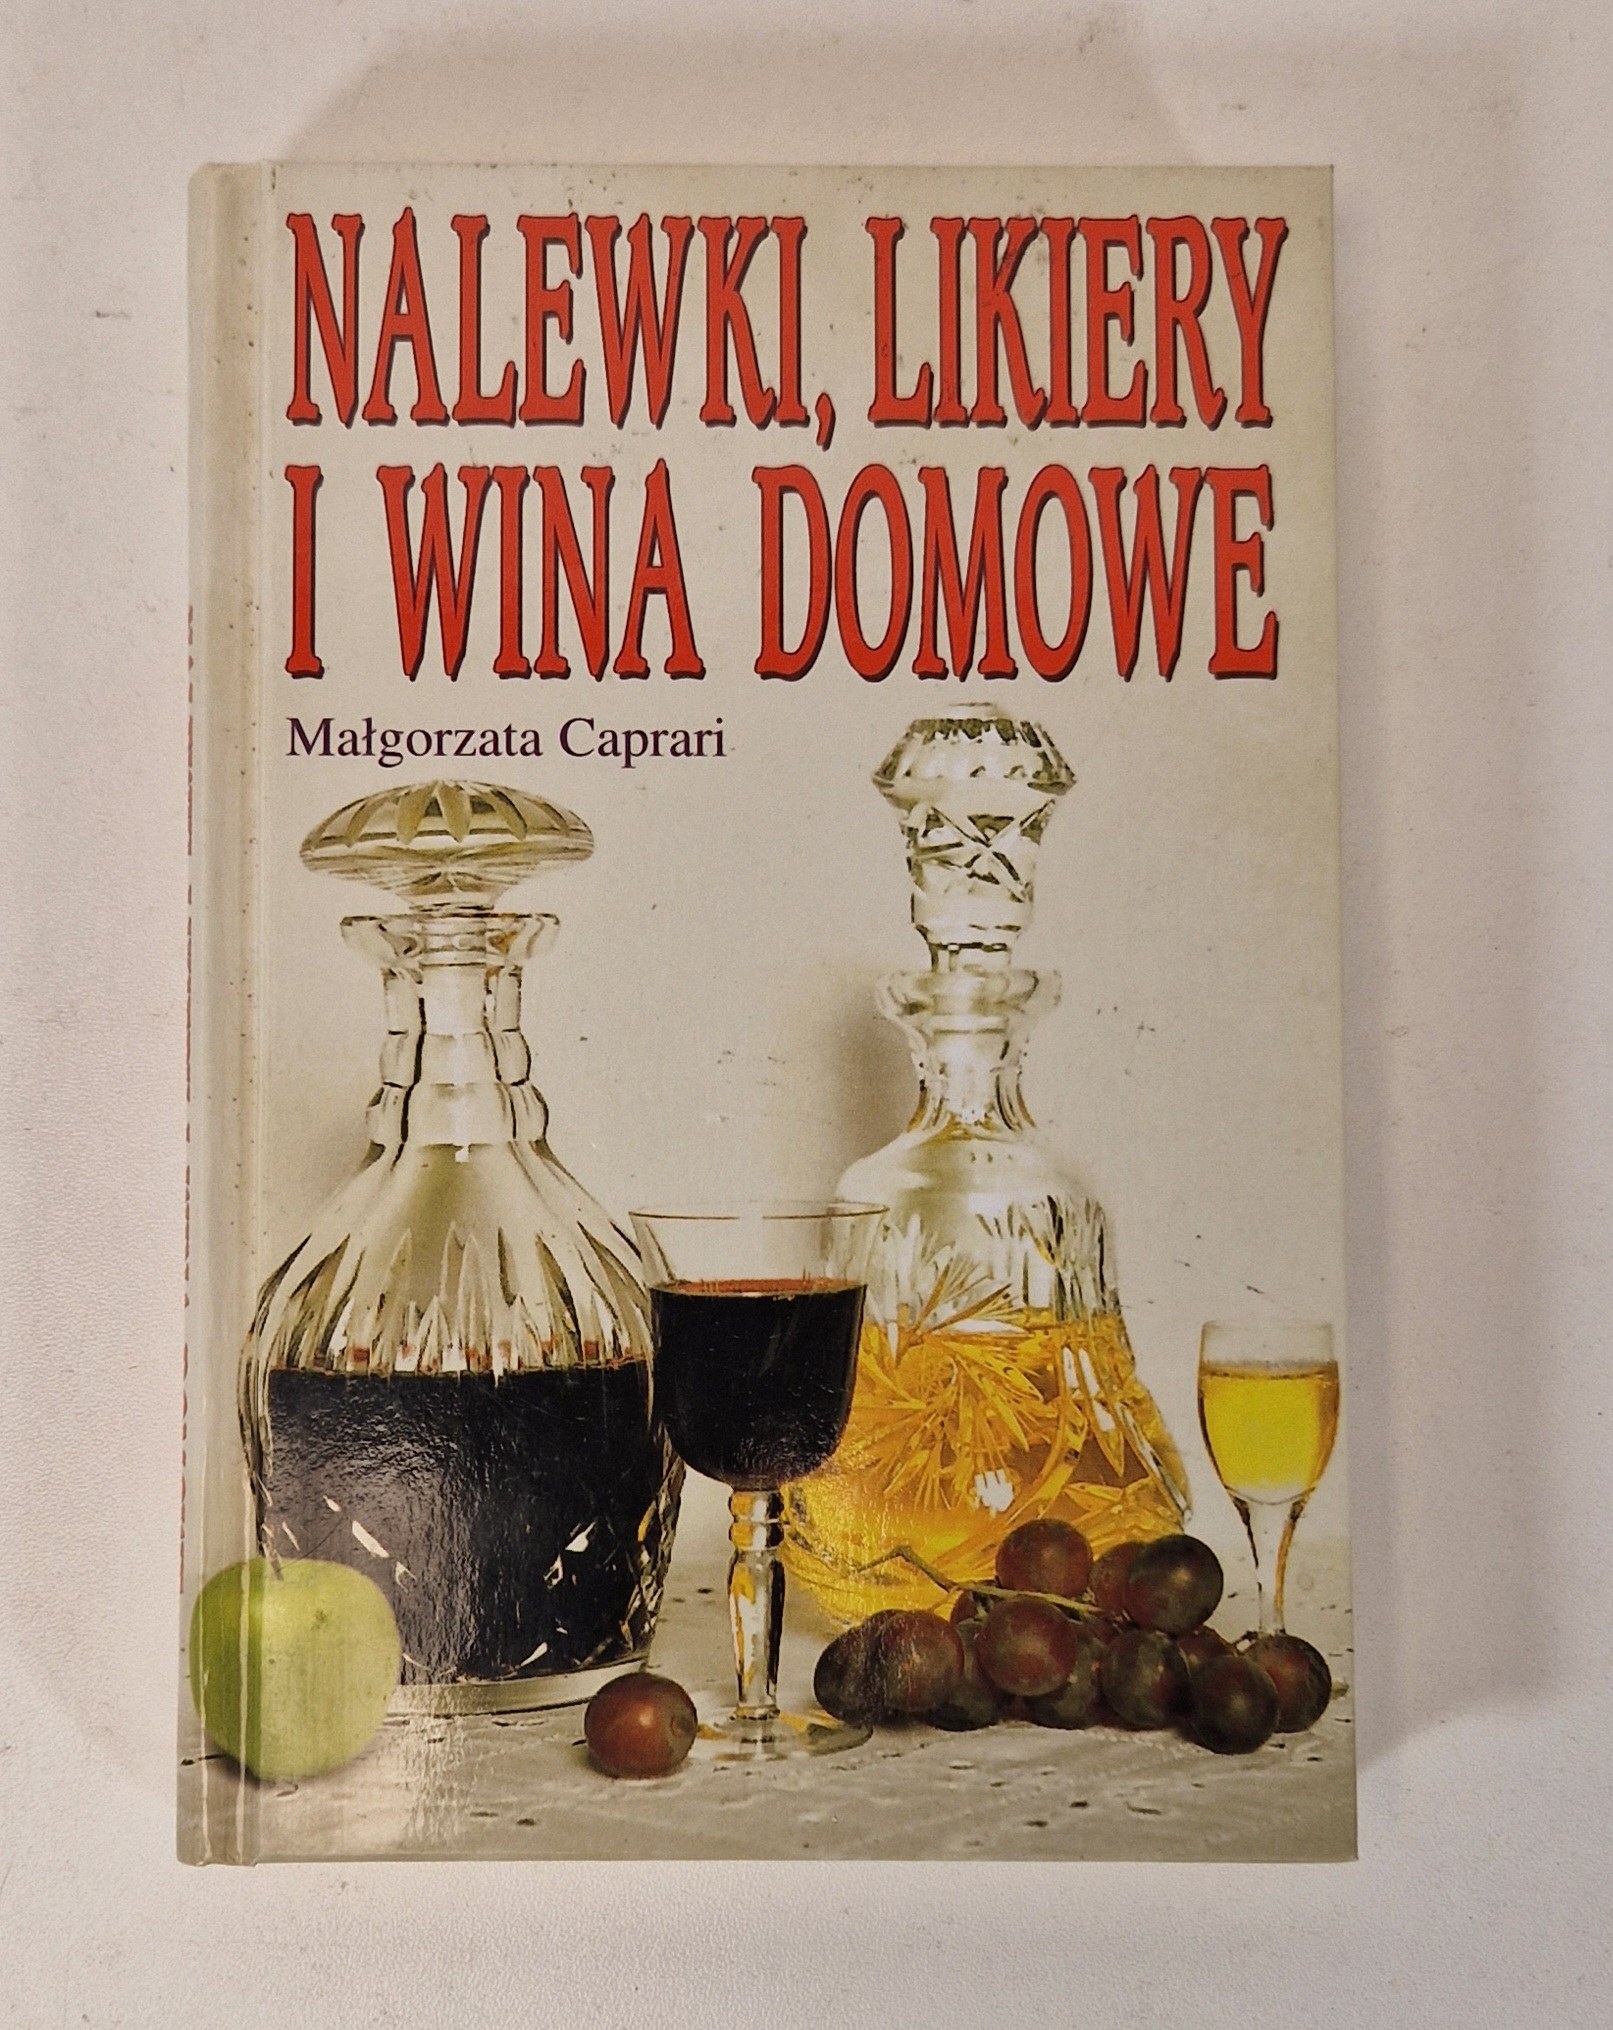 NALEWKI, LIKIERY
I WINA DOMOWE
Małgorzata Caprari